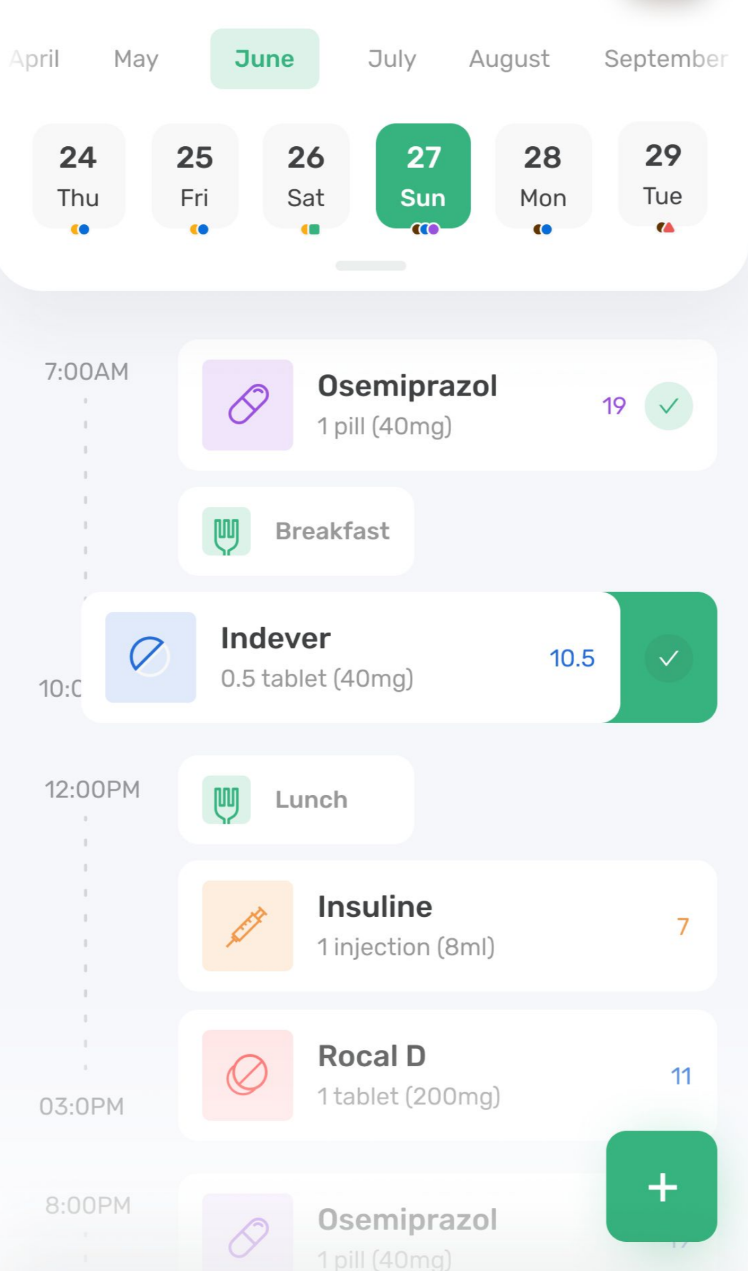 April May June July August September
24 25 26 27 28 29
Thu Fri Sat Sun Mon Tue
7:00AM
Osemiprazol
1 pill (40mg)
19
Breakfast
Indever
0.5 tablet (40mg)
10.5
10:0
12:00PM
Lunch
Insuline
1 injection (8ml)
7
Rocal D
1 tablet (200mg)
11
03:0PM
8:00PM
Osemiprazol
1 pill (40mg)
+